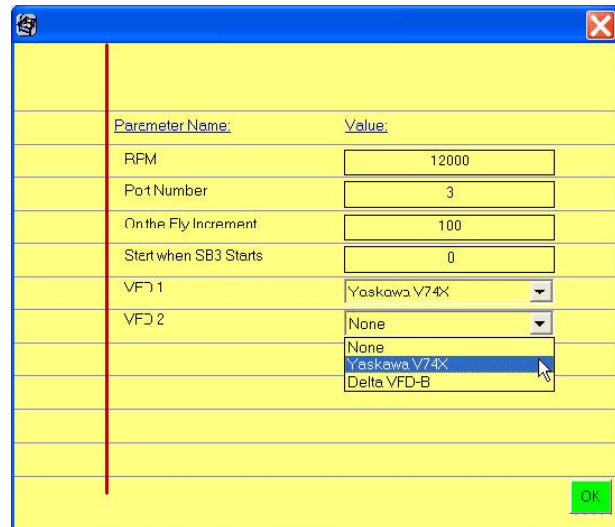 Parameter Name: Value:
RPM 12000
Port Number 3
On the Fly Increment 100
Start when SB3 Starts 0
VFD 1 Yaskawa V74X
VFD 2 None
None
Yaskawa V74X
Delta VFD-B
OK